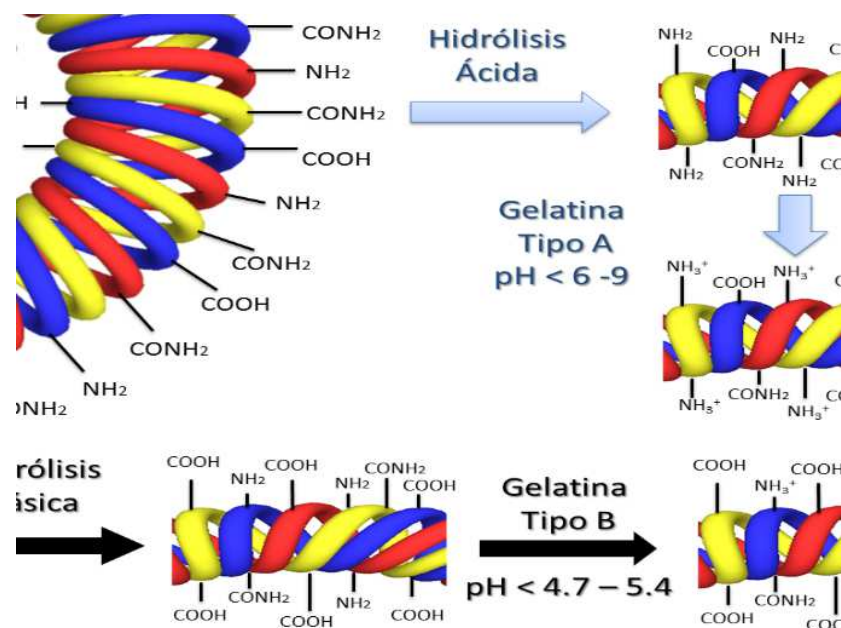 CONH₂
NH₂
CONH₂
COOH
NH₂
CONH₂
COOH
CONH₂
NH₂
Hidrólisis
Ácida
NH₂
COOH
NH₂
NH₂
CONH₂
NH₂
Gelatina
Tipo A
pH < 6 -9
NH₃⁺
COOH
NH₃⁺
NH₃⁺
CONH₂
NH₃⁺
COOH
NH₂
COOH
NH₂
CONH₂
COOH
COOH
CONH₂
COOH
NH₂
COOH
Gelatina
Tipo B
pH < 4.7 – 5.4
COOH
NH₃⁺
COOH
COOH
CONH₂